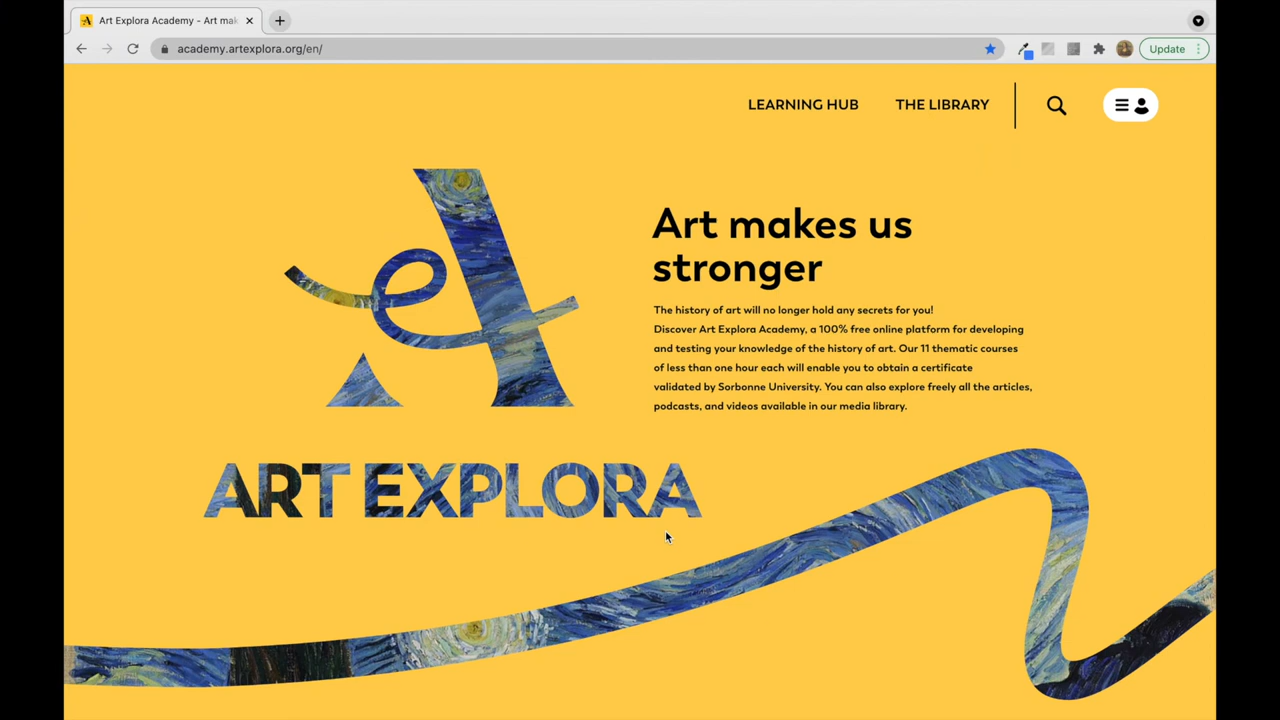 Art Explora Academy - Art mak
academy.artexplora.org/en/
Update
LEARNING HUB
THE LIBRARY
eA
Art makes us
stronger
The history of art will no longer hold any secrets for you!
Discover Art Explora Academy, a 100% free online platform for developing
and testing your knowledge of the history of art. Our 11 thematic courses
of less than one hour each will enable you to obtain a certificate
validated by Sorbonne University. You can also explore freely all the articles,
podcasts, and videos available in our media library.
ART EXPLORA